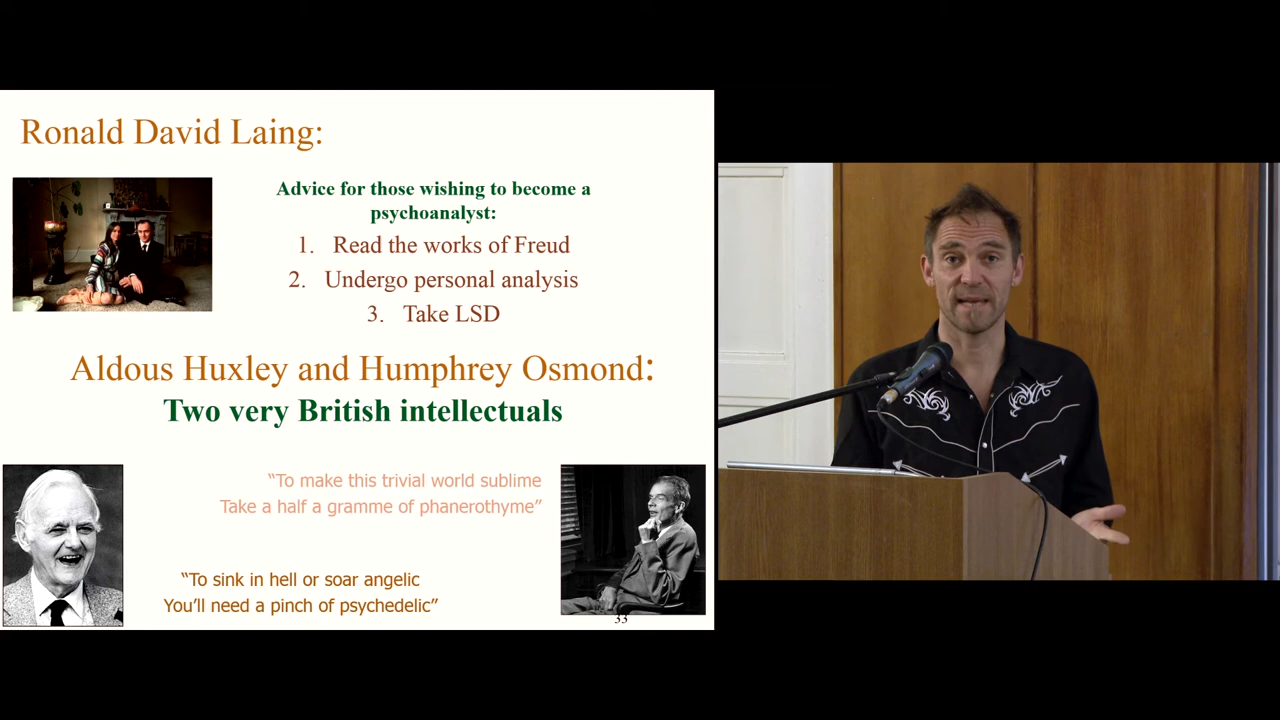 Ronald David Laing:
Advice for those wishing to become a
psychoanalyst:
1. Read the works of Freud
2. Undergo personal analysis
3. Take LSD
Aldous Huxley and Humphrey Osmond:
Two very British intellectuals
“To make this trivial world sublime
Take a half a gramme of phanerothyme”
“To sink in hell or soar angelic
You’ll need a pinch of psychedelic”
33